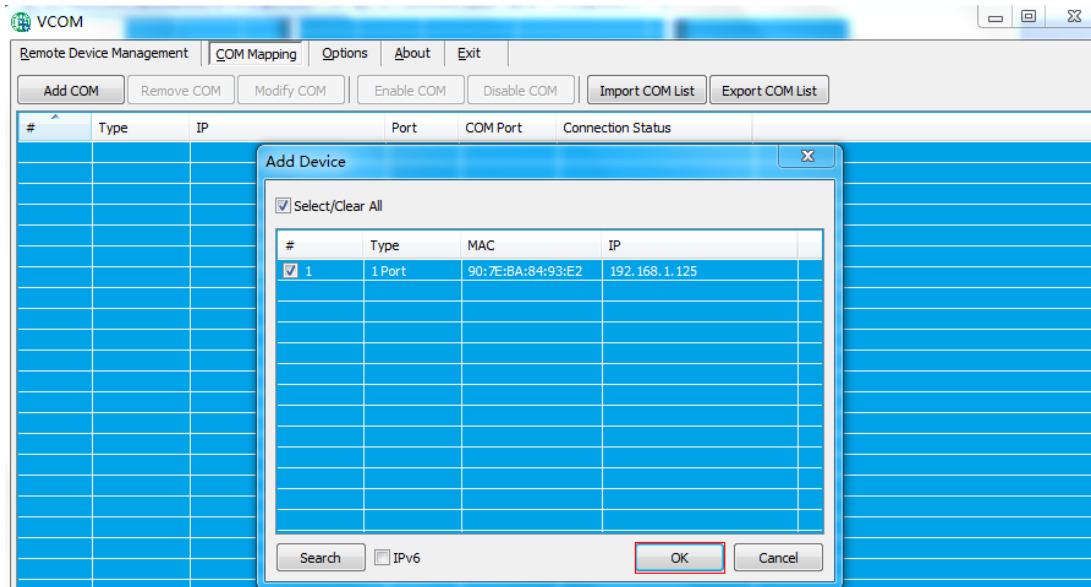 VCOM
Remote Device Management COM Mapping Options About Exit
Add COM Remove COM Modify COM Enable COM Disable COM Import COM List Export COM List
# Type IP Port COM Port Connection Status
Add Device
Select/Clear All
# Type MAC IP
1 1 Port 90:7E:BA:84:93:E2 192.168.1.125
Search IPv6 OK Cancel